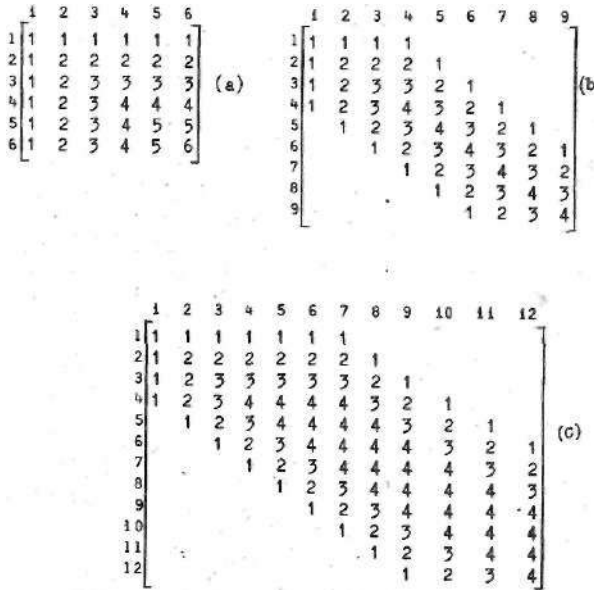 1 2 3 4 5 6
1 1 1 1 1 1 1
2 1 2 2 2 2 2
3 1 2 3 3 3 3
4 1 2 3 4 4 4
5 1 2 3 4 5 5
6 1 2 3 4 5 6
(a)
1 2 3 4 5 6 7 8 9
1 1 1 1 1
2 1 2 2 2 1
3 1 2 3 3 2 1
4 1 2 3 4 3 2 1
5 1 2 3 4 3 2 1
6 1 2 3 4 3 2 1
7 1 2 3 4 3 2
8 1 2 3 4 3
9 1 2 3 4
(b
1 2 3 4 5 6 7 8 9 10 11 12
1 1 1 1 1 1 1 1
2 1 2 2 2 2 2 2 1
3 1 2 3 3 3 3 3 2 1
4 1 2 3 4 4 4 4 3 2 1
5 1 2 3 4 4 4 4 3 2 1
6 1 2 3 4 4 4 4 3 2 1
7 1 2 3 4 4 4 4 3 2
8 1 2 3 4 4 4 4 3
9 1 2 3 4 4 4 4
10 1 2 3 4 4 4
11 1 2 3 4 4
12 1 2 3 4
(C)